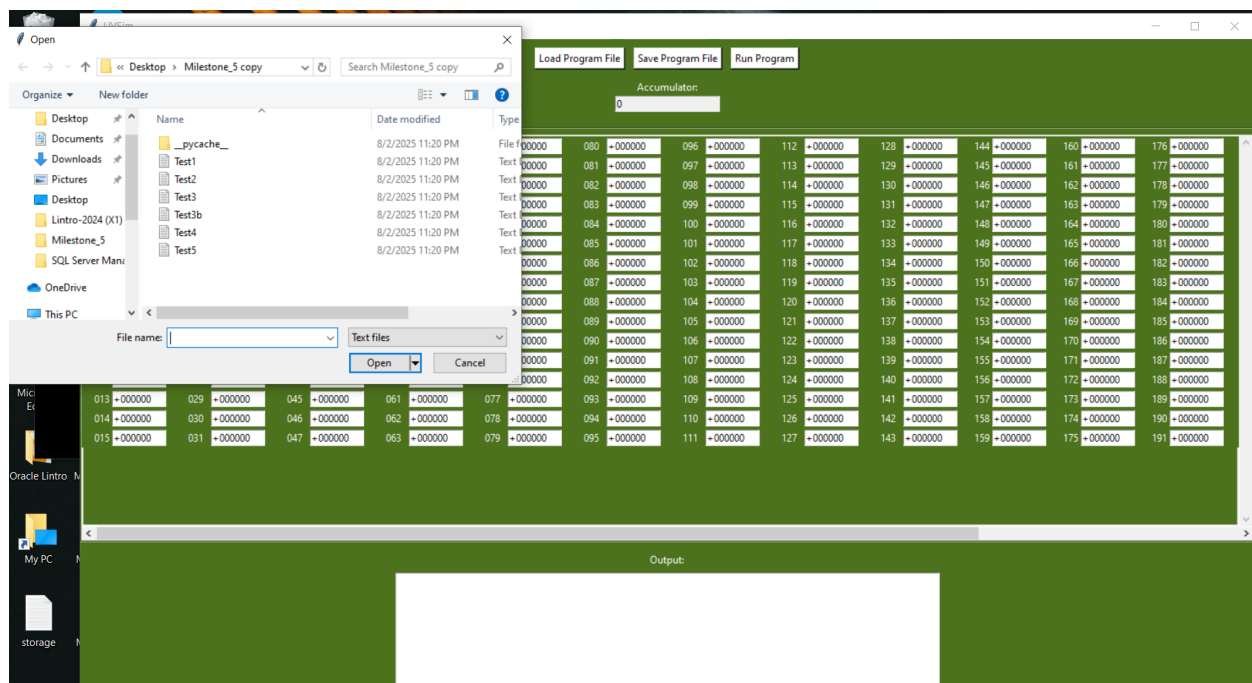 UVSim
Open
Load Program File Save Program File Run Program
« Desktop › Milestone_5 copy Search Milestone_5 copy
Accumulator:
0
Organize New folder
Name Date modified Type
Desktop
Documents
Downloads
Pictures
Desktop
Lintro-2024 (X1)
Milestone_5
SQL Server Mana
OneDrive
This PC
__pycache__ 8/2/2025 11:20 PM File f
Test1 8/2/2025 11:20 PM Text
Test2 8/2/2025 11:20 PM Text
Test3 8/2/2025 11:20 PM Text
Test3b 8/2/2025 11:20 PM Text
Test4 8/2/2025 11:20 PM Text
Test5 8/2/2025 11:20 PM Text
File name: Text files
Open Cancel
00000 080 +000000 096 +000000 112 +000000 128 +000000 144 +000000 160 +000000 176 +000000
00000 081 +000000 097 +000000 113 +000000 129 +000000 145 +000000 161 +000000 177 +000000
00000 082 +000000 098 +000000 114 +000000 130 +000000 146 +000000 162 +000000 178 +000000
00000 083 +000000 099 +000000 115 +000000 131 +000000 147 +000000 163 +000000 179 +000000
00000 084 +000000 100 +000000 116 +000000 132 +000000 148 +000000 164 +000000 180 +000000
00000 085 +000000 101 +000000 117 +000000 133 +000000 149 +000000 165 +000000 181 +000000
00000 086 +000000 102 +000000 118 +000000 134 +000000 150 +000000 166 +000000 182 +000000
00000 087 +000000 103 +000000 119 +000000 135 +000000 151 +000000 167 +000000 183 +000000
00000 088 +000000 104 +000000 120 +000000 136 +000000 152 +000000 168 +000000 184 +000000
00000 089 +000000 105 +000000 121 +000000 137 +000000 153 +000000 169 +000000 185 +000000
00000 090 +000000 106 +000000 122 +000000 138 +000000 154 +000000 170 +000000 186 +000000
00000 091 +000000 107 +000000 123 +000000 139 +000000 155 +000000 171 +000000 187 +000000
00000 092 +000000 108 +000000 124 +000000 140 +000000 156 +000000 172 +000000 188 +000000
013 +000000 029 +000000 045 +000000 061 +000000 077 +000000 093 +000000 109 +000000 125 +000000 141 +000000 157 +000000 173 +000000 189 +000000
014 +000000 030 +000000 046 +000000 062 +000000 078 +000000 094 +000000 110 +000000 126 +000000 142 +000000 158 +000000 174 +000000 190 +000000
015 +000000 031 +000000 047 +000000 063 +000000 079 +000000 095 +000000 111 +000000 127 +000000 143 +000000 159 +000000 175 +000000 191 +000000
Mic
Ec
Oracle Lintro
My PC
storage
Output: